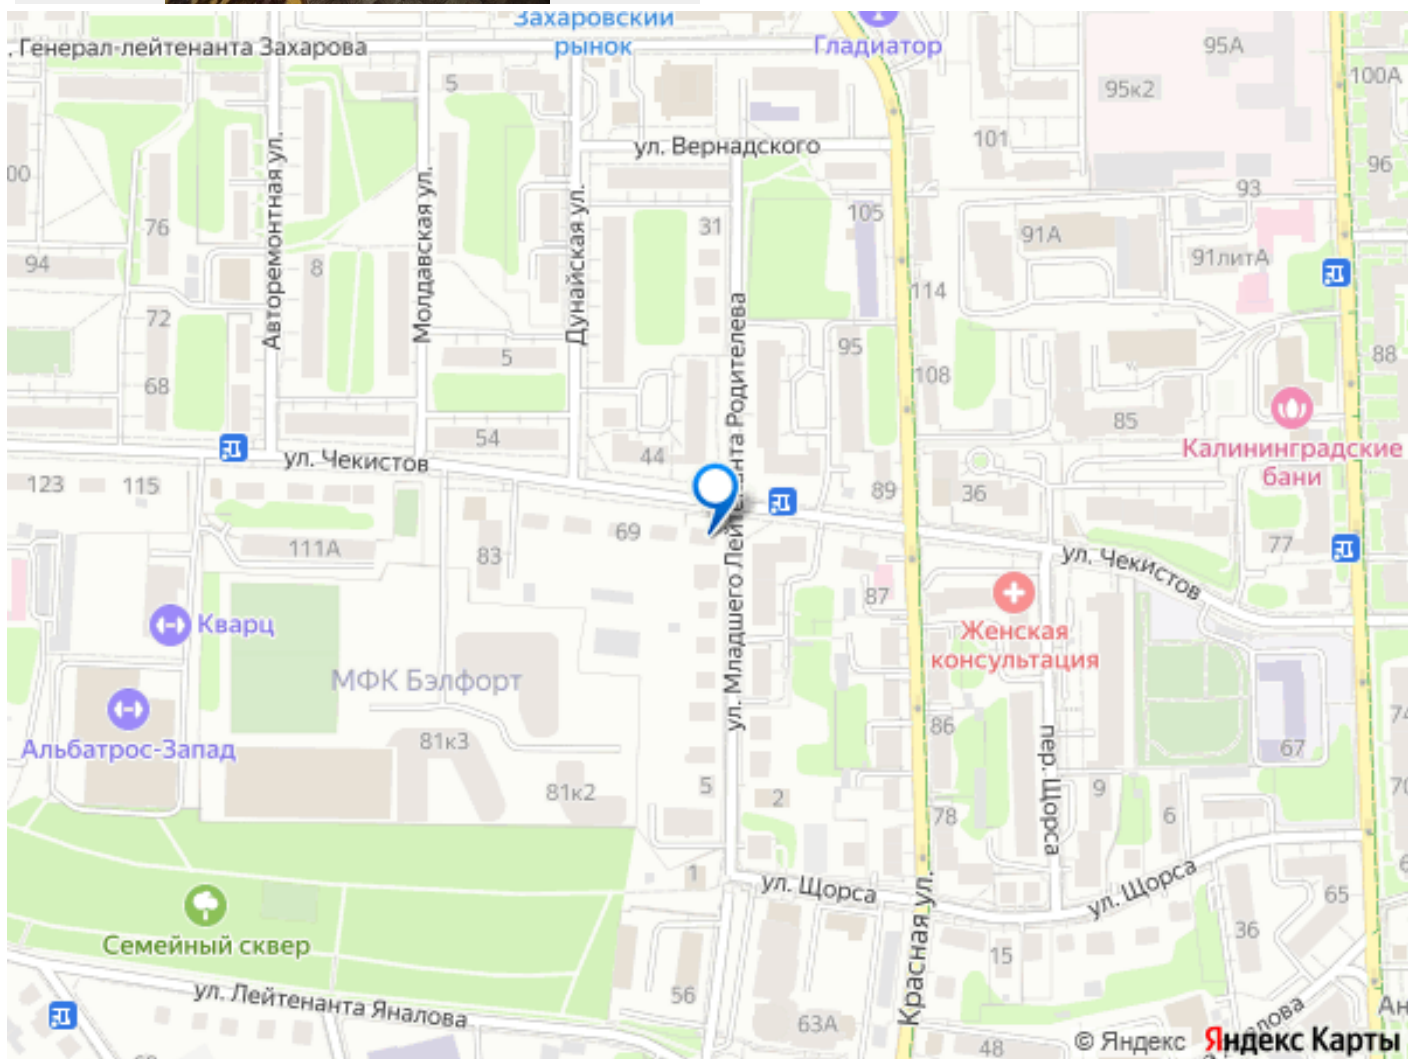 Захаровский
рынок
. Генерал-лейтенанта Захарова
Гладиатор
95А
100А
5
95к2
101
ул. Вернадского
96
00
Авторемонтная ул.
Молдавская ул.
Дунайская ул.
93
76
31
105
91А
94
8
91литА
114
72
5
95
88
68
108
ул. Младшего Лейтенанта Родителева
85
54
44
Калининградские
бани
ул. Чекистов
123
115
89
36
69
111А
83
77
ул. Чекистов
87
Кварц
Женская
консультация
МФК Бэлфорт
Альбатрос-Запад
81к3
86
74
67
пер. Щорса
81к2
5
2
9
78
6
70
1
ул. Щорса
ул. Щорса
65
Красная ул.
Семейный сквер
36
15
ул. Лейтенанта Яналова
56
63А
48
Ан
© Яндекс
Яндекс Карты